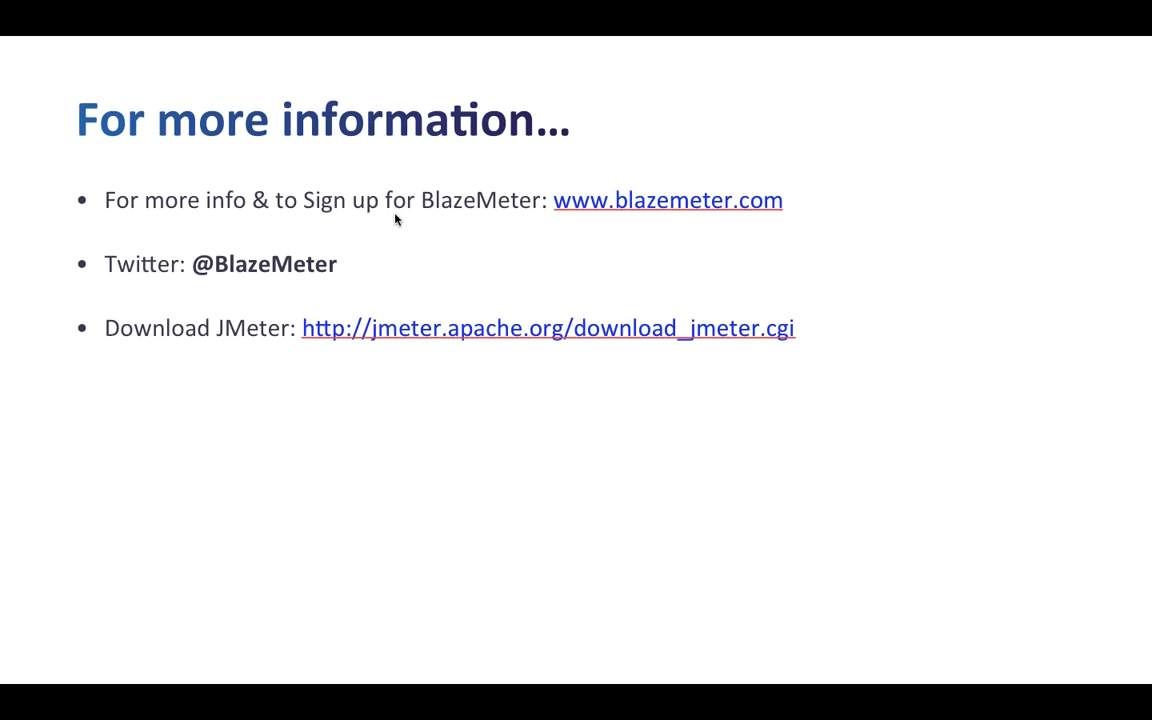 For more information...
• For more info & to Sign up for BlazeMeter: www.blazemeter.com
• Twitter: @BlazeMeter
• Download JMeter: http://jmeter.apache.org/download_jmeter.cgi